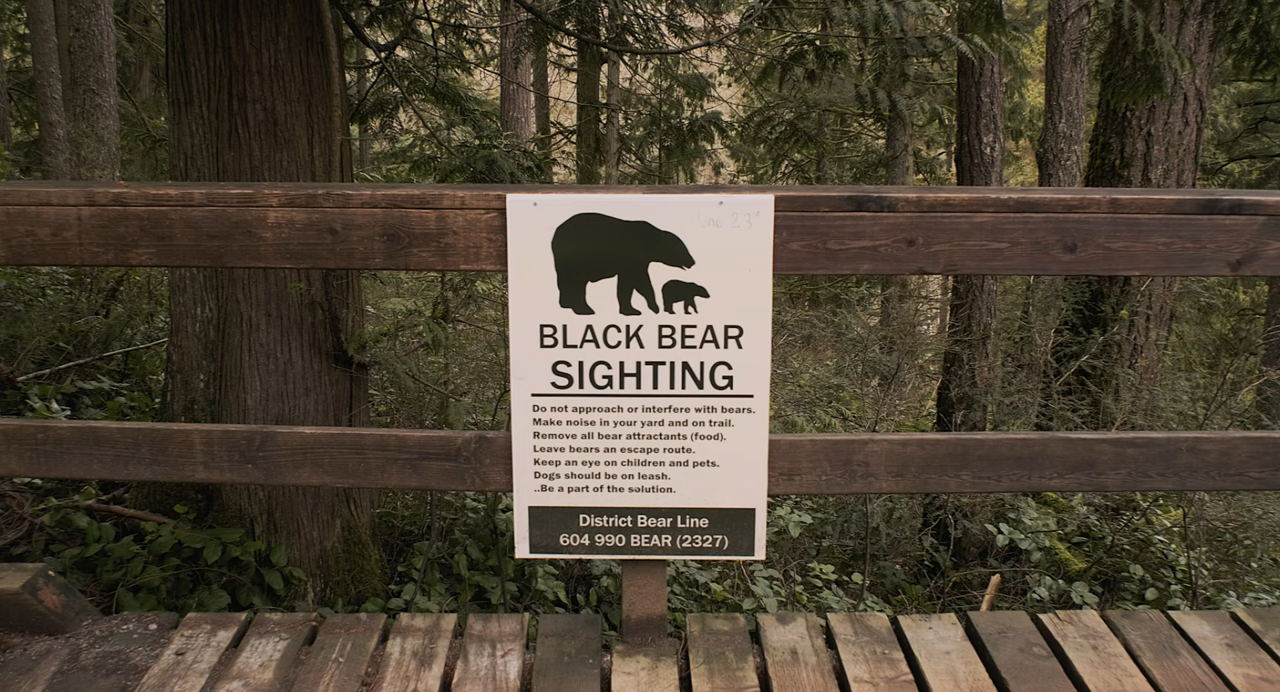 BLACK BEAR
SIGHTING
Do not approach or interfere with bears.
Make noise in your yard and on trail.
Remove all bear attractants (food).
Leave bears an escape route.
Keep an eye on children and pets.
Dogs should be on leash.
..Be a part of the solution.
District Bear Line
604 990 BEAR (2327)